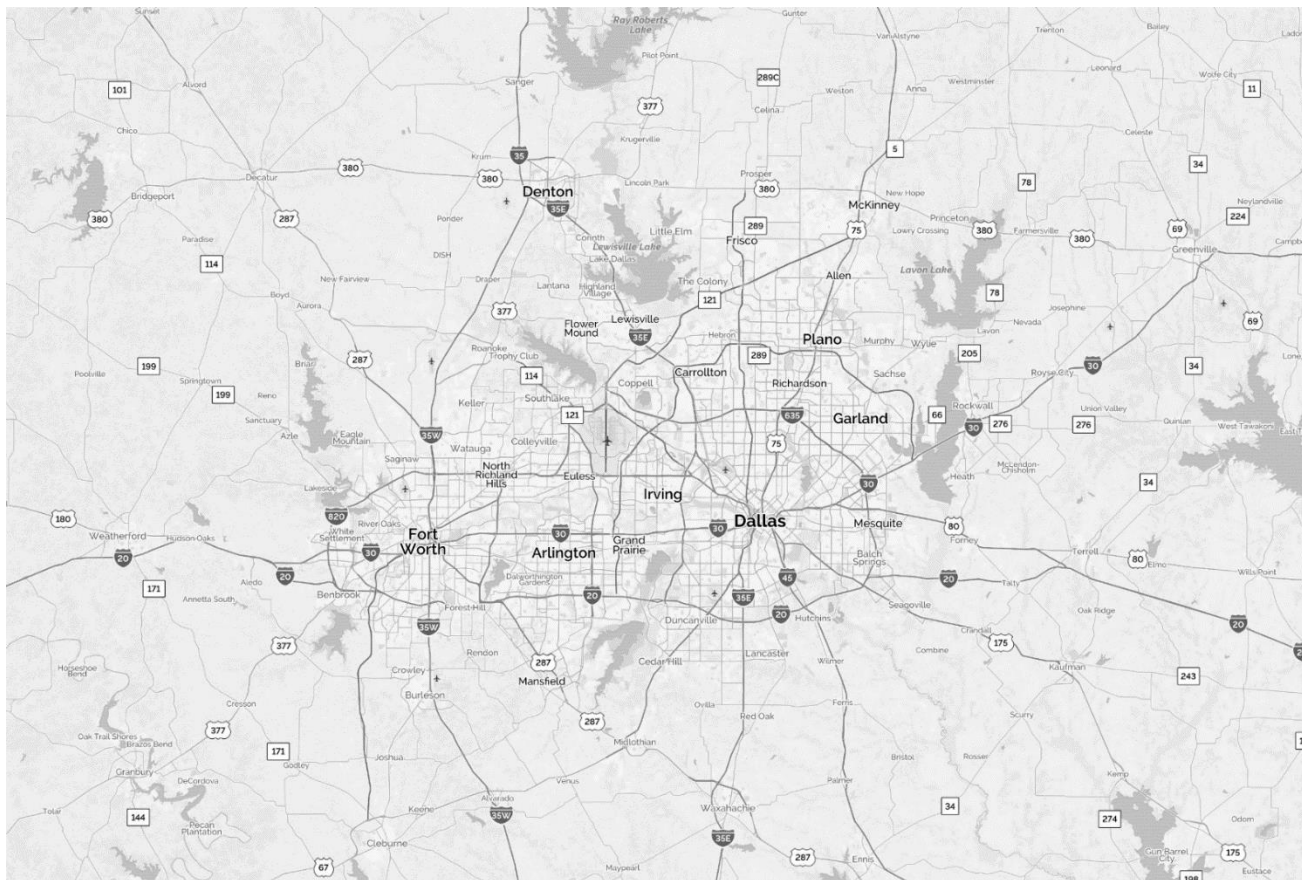 Sunset
Ray Roberts
Lake
Gunter
Van Alstyne
Trenton
Bailey
Alvord
101
Sanger
Pilot Point
289C
Weston
Anna
Westminster
Leonard
Wolfe City
11
377
Celina
Chico
Krugerville
5
Celeste
Krum
35
34
380
Decatur
380
380
Denton
Lincoln Park
Prosper
380
New Hope
78
Bridgeport
35E
McKinney
Princeton
Neylandville
224
380
287
Ponder
289
75
Lowry Crossing
380
Farmersville
380
69
Paradise
Corinth
Little Elm
Frisco
Greenville
114
DISH
Lewisville Lake
Lake Dallas
New Fairview
Draper
Lantana
Highland
Village
The Colony
Allen
Lavon Lake
78
Boyd
Aurora
377
121
Josephine
69
Flower
Mound
Lewisville
Hebron
Nevada
Lavon
287
Roanoke
35E
Plano
Murphy
Wylie
205
Trophy Club
289
Briar
199
Poolville
Springtown
114
Carrollton
Sachse
Royse City
30
34
Reno
199
Keller
Southlake
Coppell
Richardson
Rockwall
Union Valley
Sanctuary
121
635
Garland
66
30
276
276
Quinlan
West Tawakoni
Azle
Eagle
Mountain
35W
Watauga
Colleyville
75
Saginaw
North
Richland
Hills
Euless
McLendon-
Chisholm
Heath
Lakeside
Irving
30
34
180
820
River Oaks
Fort
Worth
Dallas
Mesquite
80
Weatherford
Hudson Oaks
White
Settlement
30
30
Arlington
Grand
Prairie
30
Forney
Terrell
80
Elmo
20
20
Balch
Springs
Wills Point
171
Aledo
Dalworthington
Gardens
45
20
Talty
Annetta South
Benbrook
Forest Hill
20
35E
20
Seagoville
Oak Ridge
35W
Duncanville
Hutchins
20
377
Crandall
175
Rendon
287
Cedar Hill
Lancaster
Wilmer
Combine
Kaufman
243
Horseshoe
Bend
Crowley
Mansfield
Burleson
Cresson
Ovilla
Ferris
Scurry
377
287
Red Oak
Oak Trail Shores
Brazos Bend
171
Joshua
Midlothian
Bristol
Rosser
Granbury
Godley
DeCordova
Venus
Palmer
Kemp
Tolar
144
Pecan
Plantation
Keene
Alvarado
35W
Waxahachie
34
274
Odom
Cleburne
35E
287
Ennis
Gun Barrel
City
175
67
Maypearl
Eustace
198